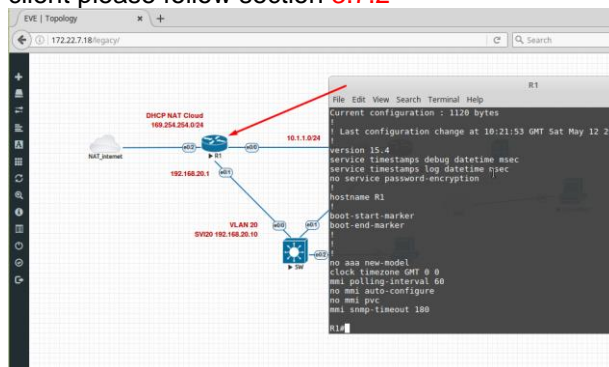 client please follow section 3.7.2
EVE | Topology
172.22.7.18/legacy/
Search
R1
File Edit View Search Terminal Help
Current configuration : 1120 bytes
!
! Last configuration change at 10:21:53 GMT Sat May 12 2
!
version 15.4
service timestamps debug datetime msec
service timestamps log datetime msec
no service password-encryption
!
hostname R1
!
boot-start-marker
boot-end-marker
!
!
!
no aaa new-model
clock timezone GMT 0 0
mmi polling-interval 60
no mmi auto-configure
no mmi pvc
mmi snmp-timeout 180
R1#
DHCP NAT Cloud
169.254.254.0/24
10.1.1.0/24
NAT_internet
e0/2
R1
e0/0
192.168.20.1
e0/1
VLAN 20
SVI20 192.168.20.10
e0/0
e0/1
e0/2
SW